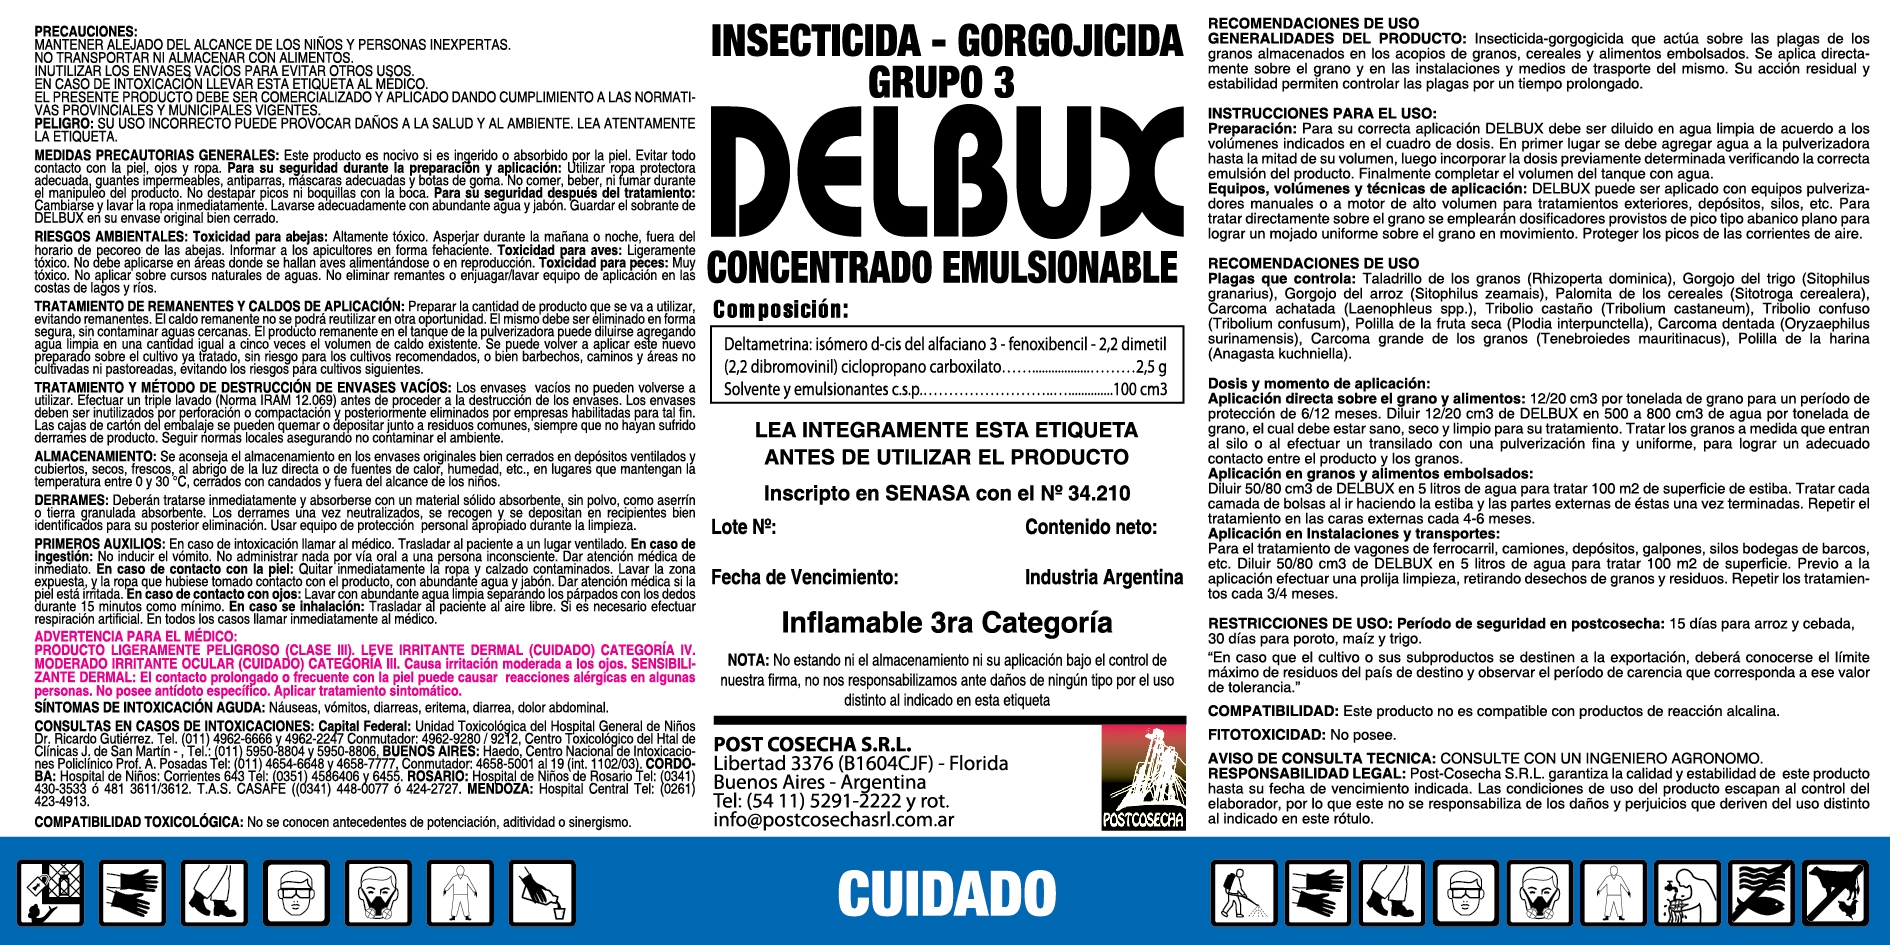 PRECAUCIONES:
MANTENER ALEJADO DEL ALCANCE DE LOS NIÑOS Y PERSONAS INEXPERTAS.
NO TRANSPORTAR NI ALMACENAR CON ALIMENTOS.
INUTILIZAR LOS ENVASES VACÍOS PARA EVITAR OTROS USOS.
EN CASO DE INTOXICACIÓN LLEVAR ESTA ETIQUETA AL MÉDICO.
EL PRESENTE PRODUCTO DEBE SER COMERCIALIZADO Y APLICADO DANDO CUMPLIMIENTO A LAS NORMATI-
VAS PROVINCIALES Y MUNICIPALES VIGENTES.
PELIGRO: SU USO INCORRECTO PUEDE PROVOCAR DAÑOS A LA SALUD Y AL AMBIENTE. LEA ATENTAMENTE
LA ETIQUETA.
MEDIDAS PRECAUTORIAS GENERALES: Este producto es nocivo si es ingerido o absorbido por la piel. Evitar todo
contacto con la piel, ojos y ropa. Para su seguridad durante la preparación y aplicación: Utilizar ropa protectora
adecuada, guantes impermeables, antiparras, máscaras adecuadas y botas de goma. No comer, beber, ni fumar durante
el manipuleo del producto. No destapar picos ni boquillas con la boca. Para su seguridad después del tratamiento:
Cambiarse y lavar la ropa inmediatamente. Lavarse adecuadamente con abundante agua y jabón. Guardar el sobrante de
DELBUX en su envase original bien cerrado.
RIESGOS AMBIENTALES: Toxicidad para abejas: Altamente tóxico. Asperjar durante la mañana o noche, fuera del
horario de pecoreo de las abejas. Informar a los apicultores en forma fehaciente. Toxicidad para aves: Ligeramente
tóxico. No debe aplicarse en áreas donde se hallan aves alimentándose o en reproducción. Toxicidad para peces: Muy
tóxico. No aplicar sobre cursos naturales de aguas. No eliminar remantes o enjuagar/lavar equipo de aplicación en las
costas de lagos y ríos.
TRATAMIENTO DE REMANENTES Y CALDOS DE APLICACIÓN: Preparar la cantidad de producto que se va a utilizar,
evitando remanentes. El caldo remanente no se podrá reutilizar en otra oportunidad. El mismo debe ser eliminado en forma
segura, sin contaminar aguas cercanas. El producto remanente en el tanque de la pulverizadora puede diluirse agregando
agua limpia en una cantidad igual a cinco veces el volumen de caldo existente. Se puede volver a aplicar este nuevo
preparado sobre el cultivo ya tratado, sin riesgo para los cultivos recomendados, o bien barbechos, caminos y áreas no
cultivadas ni pastoreadas, evitando los riesgos para cultivos siguientes.
TRATAMIENTO Y MÉTODO DE DESTRUCCIÓN DE ENVASES VACÍOS: Los envases vacíos no pueden volverse a
utilizar. Efectuar un triple lavado (Norma IRAM 12.069) antes de proceder a la destrucción de los envases. Los envases
deben ser inutilizados por perforación o compactación y posteriormente eliminados por empresas habilitadas para tal fin.
Las cajas de cartón del embalaje se pueden quemar o depositar junto a residuos comunes, siempre que no hayan sufrido
derrames de producto. Seguir normas locales asegurando no contaminar el ambiente.
ALMACENAMIENTO: Se aconseja el almacenamiento en los envases originales bien cerrados en depósitos ventilados y
cubiertos, secos, frescos, al abrigo de la luz directa o de fuentes de calor, humedad, etc., en lugares que mantengan la
temperatura entre 0 y 30 °C, cerrados con candados y fuera del alcance de los niños.
DERRAMES: Deberán tratarse inmediatamente y absorberse con un material sólido absorbente, sin polvo, como aserrín
o tierra granulada absorbente. Los derrames una vez neutralizados, se recogen y se depositan en recipientes bien
identificados para su posterior eliminación. Usar equipo de protección personal apropiado durante la limpieza.
PRIMEROS AUXILIOS: En caso de intoxicación llamar al médico. Trasladar al paciente a un lugar ventilado. En caso de
ingestión: No inducir el vómito. No administrar nada por vía oral a una persona inconsciente. Dar atención médica de
inmediato. En caso de contacto con la piel: Quitar inmediatamente la ropa y calzado contaminados. Lavar la zona
expuesta, y la ropa que hubiese tomado contacto con el producto, con abundante agua y jabón. Dar atención médica si la
piel está irritada. En caso de contacto con ojos: Lavar con abundante agua limpia separando los párpados con los dedos
durante 15 minutos como mínimo. En caso se inhalación: Trasladar al paciente al aire libre. Si es necesario efectuar
respiración artificial. En todos los casos llamar inmediatamente al médico.
ADVERTENCIA PARA EL MÉDICO:
PRODUCTO LIGERAMENTE PELIGROSO (CLASE III). LEVE IRRITANTE DERMAL (CUIDADO) CATEGORÍA IV.
MODERADO IRRITANTE OCULAR (CUIDADO) CATEGORÍA III. Causa irritación moderada a los ojos. SENSIBILI-
ZANTE DERMAL: El contacto prolongado o frecuente con la piel puede causar reacciones alérgicas en algunas
personas. No posee antídoto específico. Aplicar tratamiento sintomático.
SÍNTOMAS DE INTOXICACIÓN AGUDA: Náuseas, vómitos, diarreas, eritema, diarrea, dolor abdominal.
CONSULTAS EN CASOS DE INTOXICACIONES: Capital Federal: Unidad Toxicológica del Hospital General de Niños
Dr. Ricardo Gutiérrez. Tel. (011) 4962-6666 y 4962-2247 Conmutador: 4962-9280 / 9212, Centro Toxicológico del Htal de
Clínicas J. de San Martín - , Tel.: (011) 5950-8804 y 5950-8806, BUENOS AIRES: Haedo, Centro Nacional de Intoxicacio-
nes Policlínico Prof. A. Posadas Tel: (011) 4654-6648 y 4658-7777, Conmutador: 4658-5001 al 19 (int. 1102/03). CORDO-
BA: Hospital de Niños: Corrientes 643 Tel: (0351) 4586406 y 6455. ROSARIO: Hospital de Niños de Rosario Tel: (0341)
430-3533 ó 481 3611/3612. T.A.S. CASAFE ((0341) 448-0077 ó 424-2727. MENDOZA: Hospital Central Tel: (0261)
423-4913.
COMPATIBILIDAD TOXICOLÓGICA: No se conocen antecedentes de potenciación, aditividad o sinergismo.
INSECTICIDA - GORGOJICIDA
GRUPO 3
DELBUX
CONCENTRADO EMULSIONABLE
Composición:
Deltametrina: isómero d-cis del alfaciano 3 - fenoxibencil - 2,2 dimetil
(2,2 dibromovinil) ciclopropano carboxilato……...................………2,5 g
Solvente y emulsionantes c.s.p.……………………..…..............100 cm3
LEA INTEGRAMENTE ESTA ETIQUETA
ANTES DE UTILIZAR EL PRODUCTO
Inscripto en SENASA con el Nº 34.210
Lote Nº: Contenido neto:
Fecha de Vencimiento: Industria Argentina
Inflamable 3ra Categoría
NOTA: No estando ni el almacenamiento ni su aplicación bajo el control de
nuestra firma, no nos responsabilizamos ante daños de ningún tipo por el uso
distinto al indicado en esta etiqueta
POST COSECHA S.R.L.
Libertad 3376 (B1604CJF) - Florida
Buenos Aires - Argentina
Tel: (54 11) 5291-2222 y rot.
info@postcosechasrl.com.ar
POSTCOSECHA
RECOMENDACIONES DE USO
GENERALIDADES DEL PRODUCTO: Insecticida-gorgogicida que actúa sobre las plagas de los
granos almacenados en los acopios de granos, cereales y alimentos embolsados. Se aplica directa-
mente sobre el grano y en las instalaciones y medios de trasporte del mismo. Su acción residual y
estabilidad permiten controlar las plagas por un tiempo prolongado.
INSTRUCCIONES PARA EL USO:
Preparación: Para su correcta aplicación DELBUX debe ser diluido en agua limpia de acuerdo a los
volúmenes indicados en el cuadro de dosis. En primer lugar se debe agregar agua a la pulverizadora
hasta la mitad de su volumen, luego incorporar la dosis previamente determinada verificando la correcta
emulsión del producto. Finalmente completar el volumen del tanque con agua.
Equipos, volúmenes y técnicas de aplicación: DELBUX puede ser aplicado con equipos pulveriza-
dores manuales o a motor de alto volumen para tratamientos exteriores, depósitos, silos, etc. Para
tratar directamente sobre el grano se emplearán dosificadores provistos de pico tipo abanico plano para
lograr un mojado uniforme sobre el grano en movimiento. Proteger los picos de las corrientes de aire.
RECOMENDACIONES DE USO
Plagas que controla: Taladrillo de los granos (Rhizoperta dominica), Gorgojo del trigo (Sitophilus
granarius), Gorgojo del arroz (Sitophilus zeamais), Palomita de los cereales (Sitotroga cerealera),
Carcoma achatada (Laenophleus spp.), Tribolio castaño (Tribolium castaneum), Tribolio confuso
(Tribolium confusum), Polilla de la fruta seca (Plodia interpunctella), Carcoma dentada (Oryzaephilus
surinamensis), Carcoma grande de los granos (Tenebroiedes mauritinacus), Polilla de la harina
(Anagasta kuchniella).
Dosis y momento de aplicación:
Aplicación directa sobre el grano y alimentos: 12/20 cm3 por tonelada de grano para un período de
protección de 6/12 meses. Diluir 12/20 cm3 de DELBUX en 500 a 800 cm3 de agua por tonelada de
grano, el cual debe estar sano, seco y limpio para su tratamiento. Tratar los granos a medida que entran
al silo o al efectuar un transilado con una pulverización fina y uniforme, para lograr un adecuado
contacto entre el producto y los granos.
Aplicación en granos y alimentos embolsados:
Diluir 50/80 cm3 de DELBUX en 5 litros de agua para tratar 100 m2 de superficie de estiba. Tratar cada
camada de bolsas al ir haciendo la estiba y las partes externas de éstas una vez terminadas. Repetir el
tratamiento en las caras externas cada 4-6 meses.
Aplicación en Instalaciones y transportes:
Para el tratamiento de vagones de ferrocarril, camiones, depósitos, galpones, silos bodegas de barcos,
etc. Diluir 50/80 cm3 de DELBUX en 5 litros de agua para tratar 100 m2 de superficie. Previo a la
aplicación efectuar una prolija limpieza, retirando desechos de granos y residuos. Repetir los tratamien-
tos cada 3/4 meses.
RESTRICCIONES DE USO: Período de seguridad en postcosecha: 15 días para arroz y cebada,
30 días para poroto, maíz y trigo.
“En caso que el cultivo o sus subproductos se destinen a la exportación, deberá conocerse el límite
máximo de residuos del país de destino y observar el período de carencia que corresponda a ese valor
de tolerancia.”
COMPATIBILIDAD: Este producto no es compatible con productos de reacción alcalina.
FITOTOXICIDAD: No posee.
AVISO DE CONSULTA TECNICA: CONSULTE CON UN INGENIERO AGRONOMO.
RESPONSABILIDAD LEGAL: Post-Cosecha S.R.L. garantiza la calidad y estabilidad de este producto
hasta su fecha de vencimiento indicada. Las condiciones de uso del producto escapan al control del
elaborador, por lo que este no se responsabiliza de los daños y perjuicios que deriven del uso distinto
al indicado en este rótulo.
CUIDADO